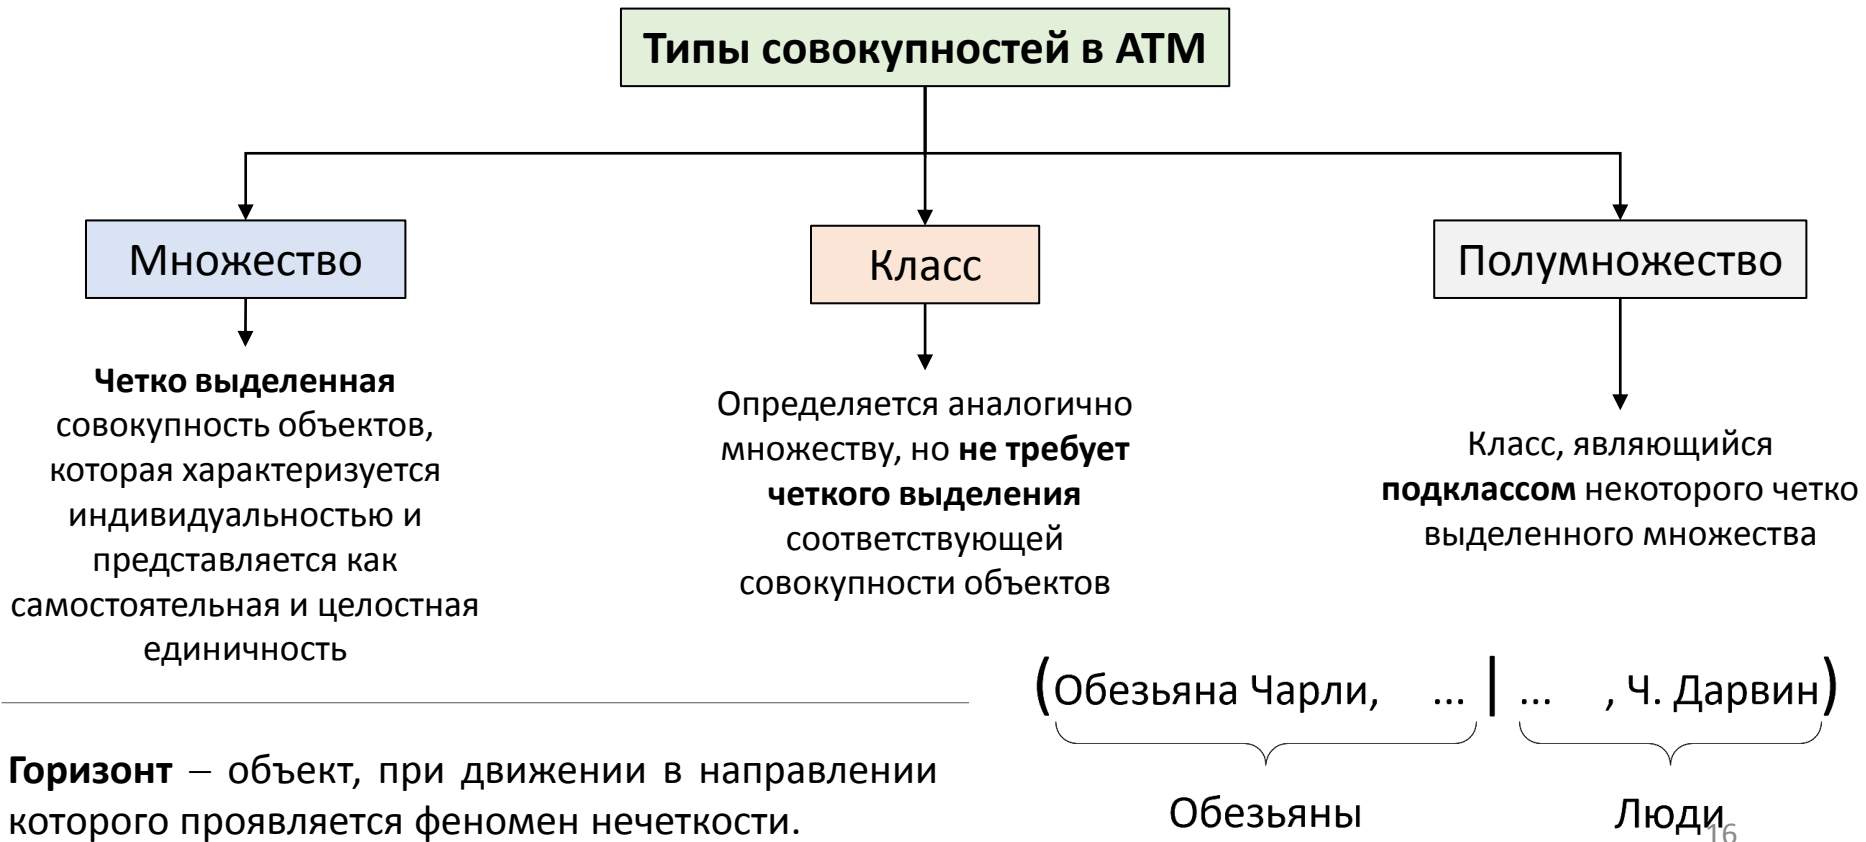 Типы совокупностей в АТМ
Множество
Класс
Полумножество
Четко выделенная
совокупность объектов,
которая характеризуется
индивидуальностью и
представляется как
самостоятельная и целостная
единичность
Определяется аналогично
множеству, но не требует
четкого выделения
соответствующей
совокупности объектов
Класс, являющийся
подклассом некоторого четко
выделенного множества
(Обезьяна Чарли, ... | ... , Ч. Дарвин)
Обезьяны
Люди
Горизонт – объект, при движении в направлении
которого проявляется феномен нечеткости.
16